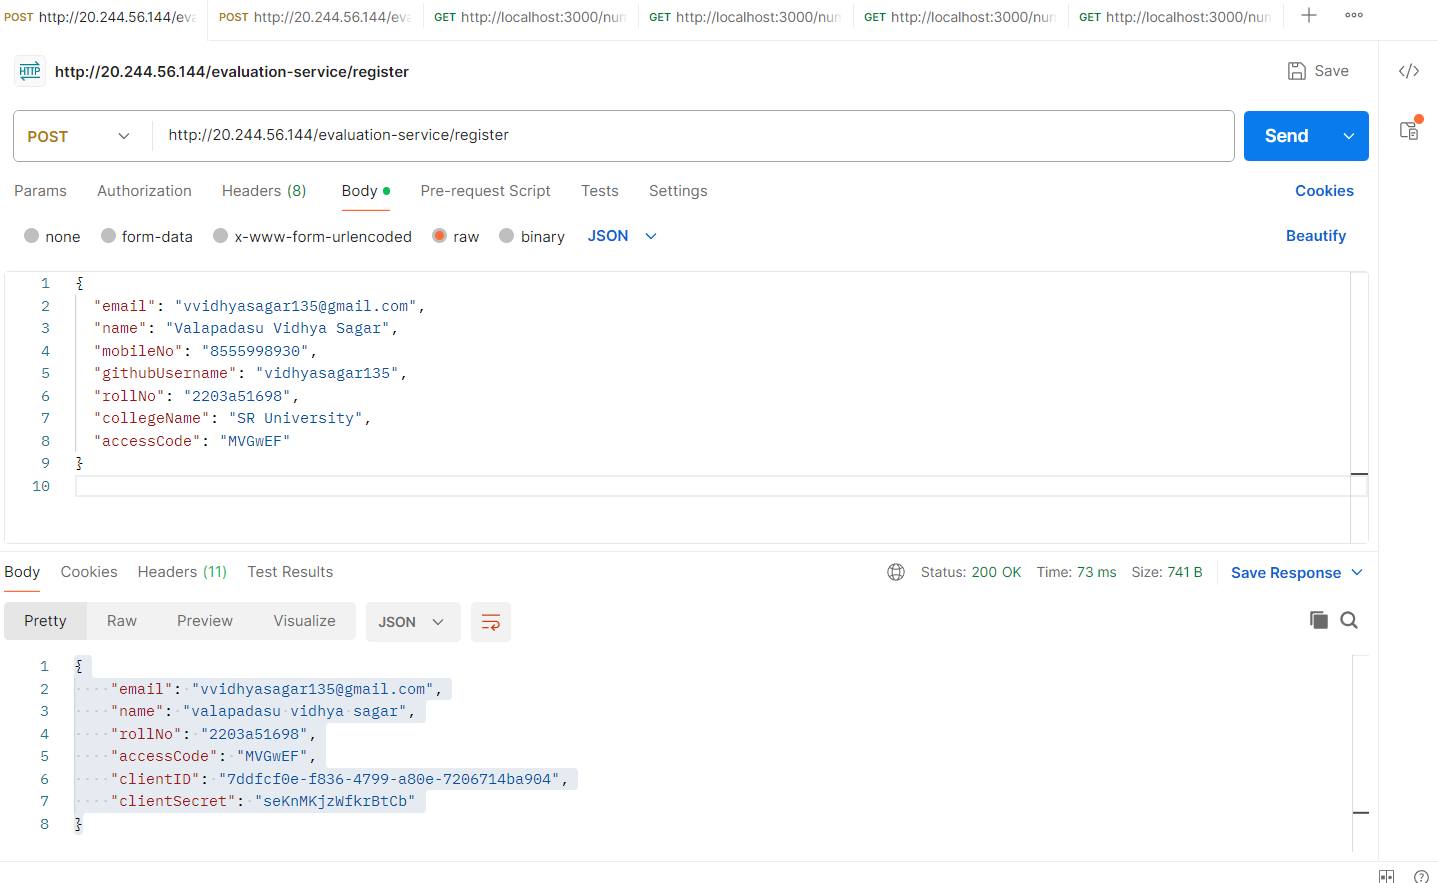 POST http://20.244.56.144/eva POST http://20.244.56.144/eva GET http://localhost:3000/num GET http://localhost:3000/num GET http://localhost:3000/num GET http://localhost:3000/num
HTTP http://20.244.56.144/evaluation-service/register Save
POST http://20.244.56.144/evaluation-service/register Send
Params Authorization Headers (8) Body Pre-request Script Tests Settings Cookies
none form-data x-www-form-urlencoded raw binary JSON Beautify
1 {
2 "email": "vvidhyasagar135@gmail.com",
3 "name": "Valapadasu Vidhya Sagar",
4 "mobileNo": "8555998930",
5 "githubUsername": "vidhyasagar135",
6 "rollNo": "2203a51698",
7 "collegeName": "SR University",
8 "accessCode": "MVGwEF"
9 }
10
Body Cookies Headers (11) Test Results Status: 200 OK Time: 73 ms Size: 741 B Save Response
Pretty Raw Preview Visualize JSON
1 {
2 "email": "vvidhyasagar135@gmail.com",
3 "name": "valapadasu vidhya sagar",
4 "rollNo": "2203a51698",
5 "accessCode": "MVGwEF",
6 "clientID": "7ddfcf0e-f836-4799-a80e-7206714ba904",
7 "clientSecret": "seKnMKjzWfkrBtCb"
8 }